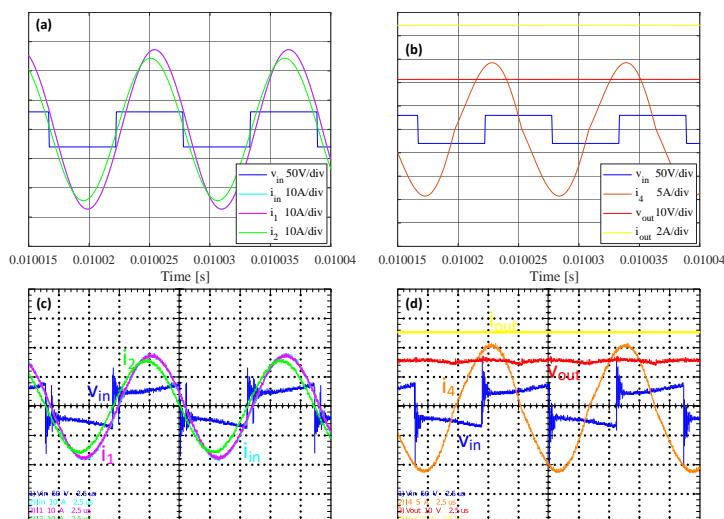 (a)
v_in 50V/div
i_in 10A/div
i_1 10A/div
i_2 10A/div
0.010015 0.01002 0.010025 0.01003 0.010035 0.01004
Time [s]
(b)
v_in 50V/div
i_4 5A/div
v_out 10V/div
i_out 2A/div
0.010015 0.01002 0.010025 0.01003 0.010035 0.01004
Time [s]
(c)
i_2
v_in
i_1
i_in
(d)
i_out
v_out
i_4
v_in